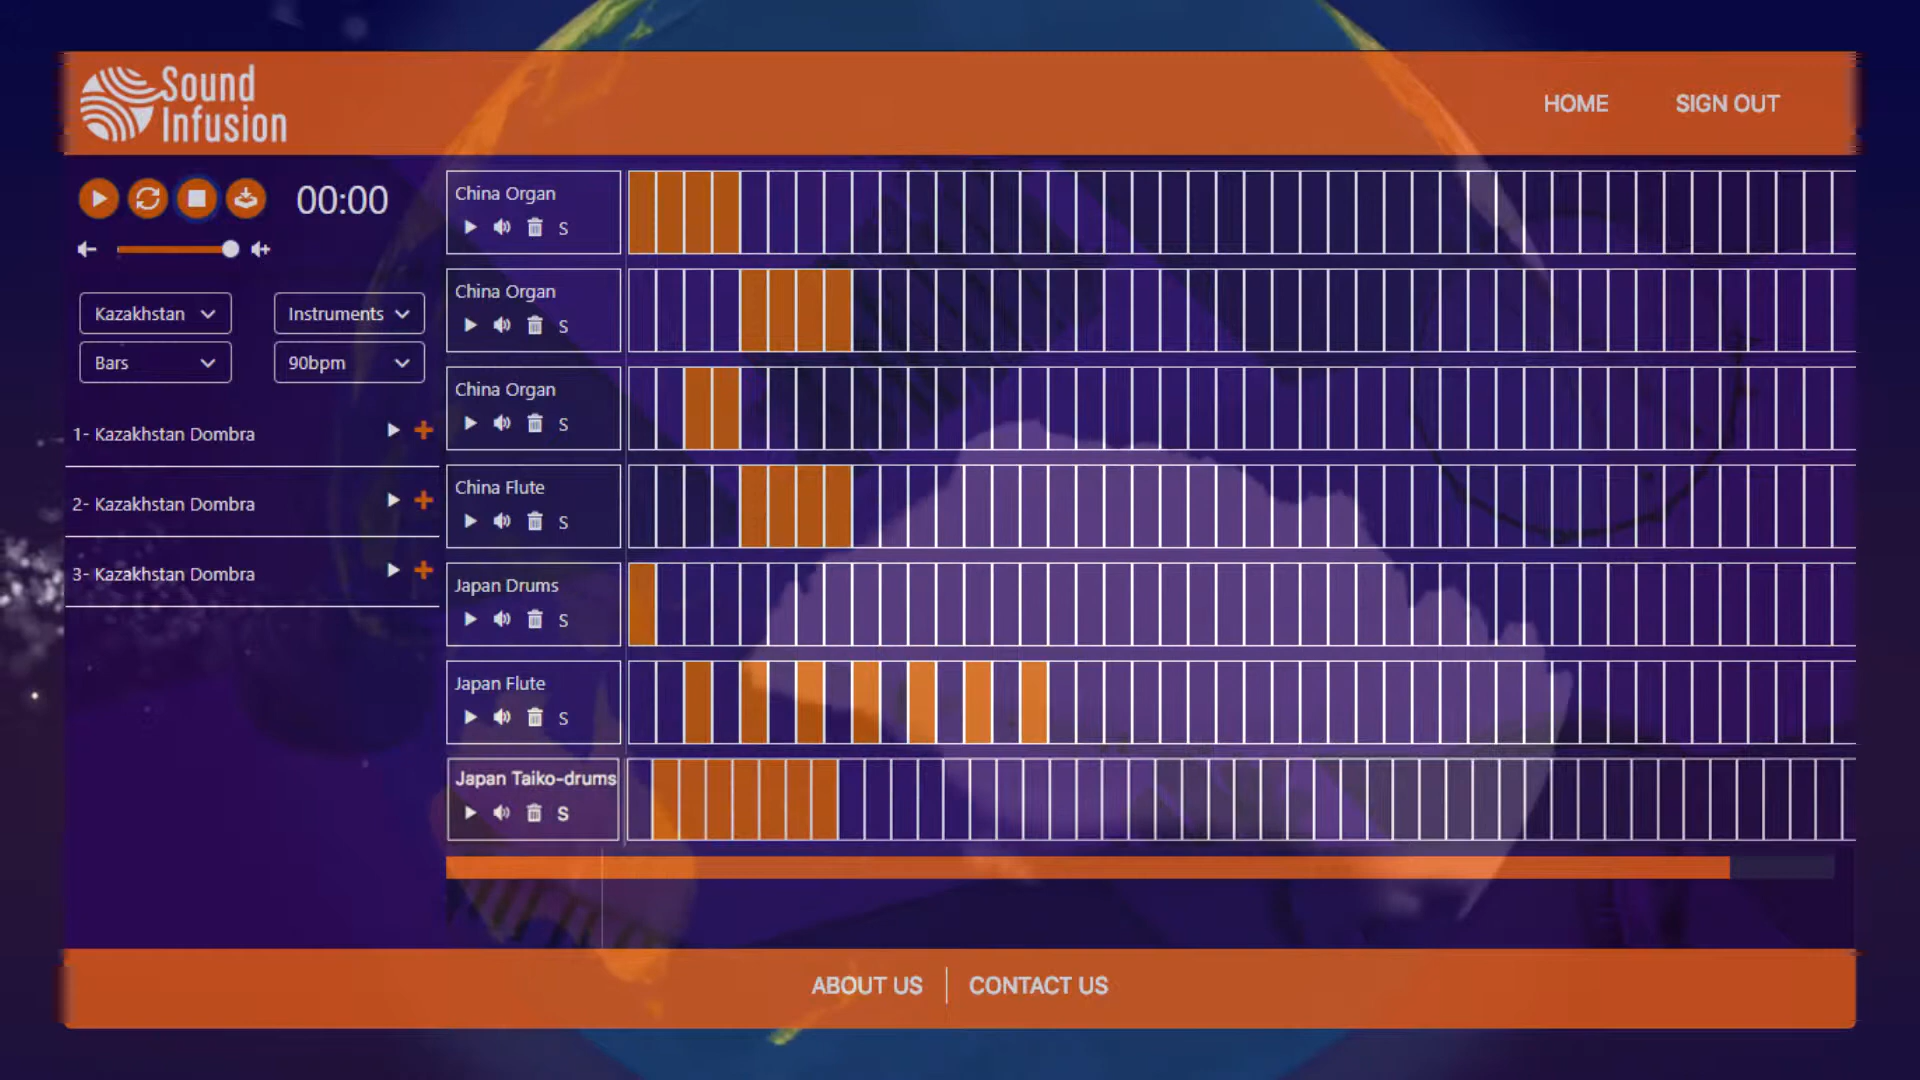 Sound
Infusion
HOME
SIGN OUT
00:00
Kazakhstan
Instruments
Bars
90bpm
1- Kazakhstan Dombra
2- Kazakhstan Dombra
3- Kazakhstan Dombra
China Organ
S
China Organ
S
China Organ
S
China Flute
S
Japan Drums
S
Japan Flute
S
Japan Taiko-drums
S
ABOUT US
CONTACT US